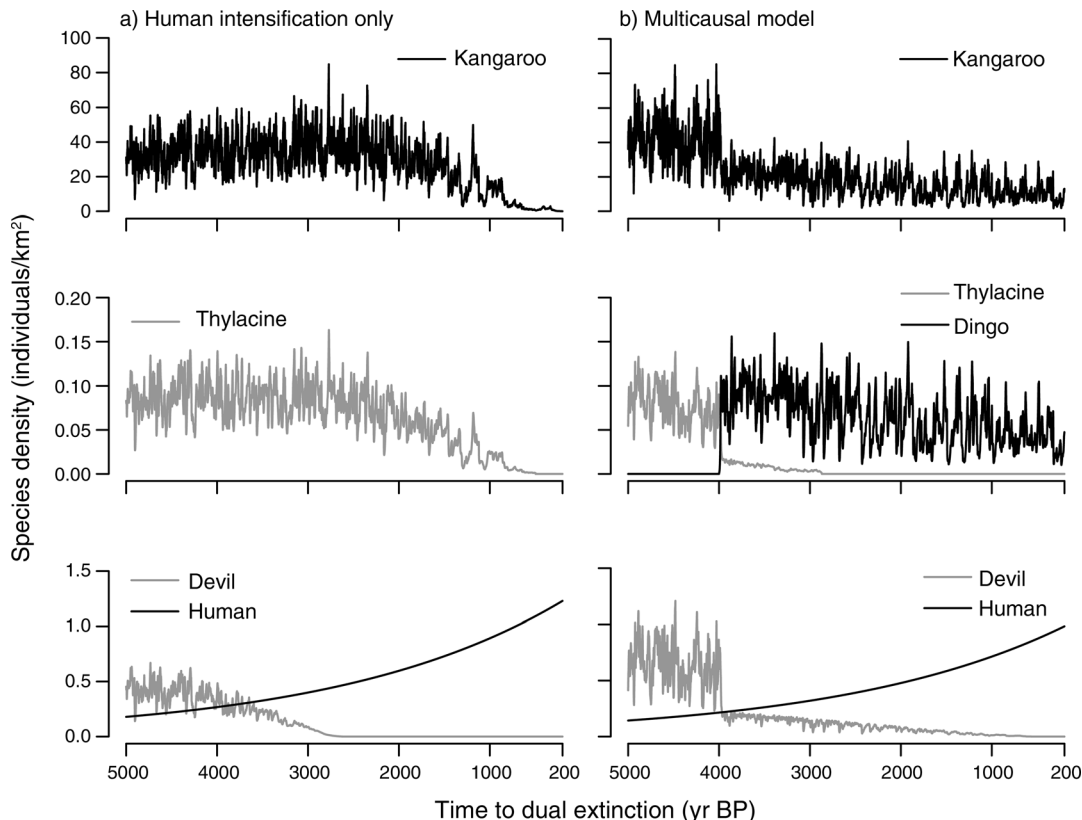 a) Human intensification only
b) Multicausal model
100
80
60
40
20
0
Kangaroo
Kangaroo
Species density (individuals/km²)
0.20
0.15
0.10
0.05
0.00
Thylacine
Thylacine
Dingo
1.5
1.0
0.5
0.0
Devil
Human
Devil
Human
5000 4000 3000 2000 1000 200
5000 4000 3000 2000 1000 200
Time to dual extinction (yr BP)